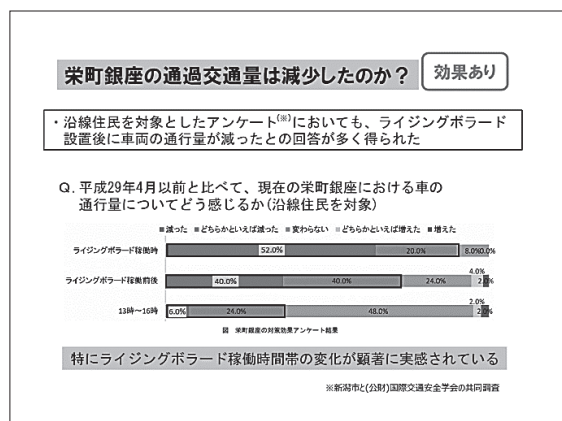 栄町銀座の通過交通量は減少したのか？
効果あり
・沿線住民を対象としたアンケート(※)においても、ライジングボラード
設置後に車両の通行量が減ったとの回答が多く得られた
Q. 平成29年4月以前と比べて、現在の栄町銀座における車の
通行量についてどう感じるか(沿線住民を対象)
■減った ■どちらかといえば減った ■変わらない ■どちらかといえば増えた ■増えた
ライジングボラード稼働時 52.0% 20.0% 8.0% 0.0%
ライジングボラード稼働前後 40.0% 40.0% 24.0% 4.0% 2.0%
13時～16時 6.0% 24.0% 48.0% 2.0% 2.0%
図 栄町銀座の対策効果アンケート結果
特にライジングボラード稼働時間帯の変化が顕著に実感されている
※新潟市と(公財)国際交通安全学会の共同調査